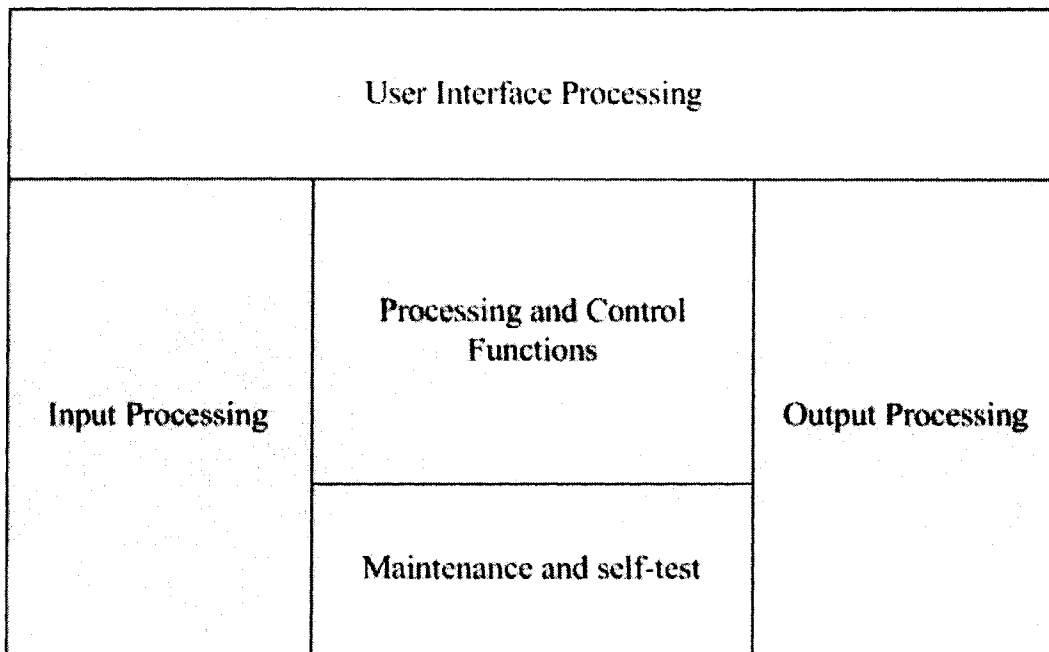 User Interface Processing
Processing and Control
Functions
Input Processing
Output Processing
Maintenance and self-test